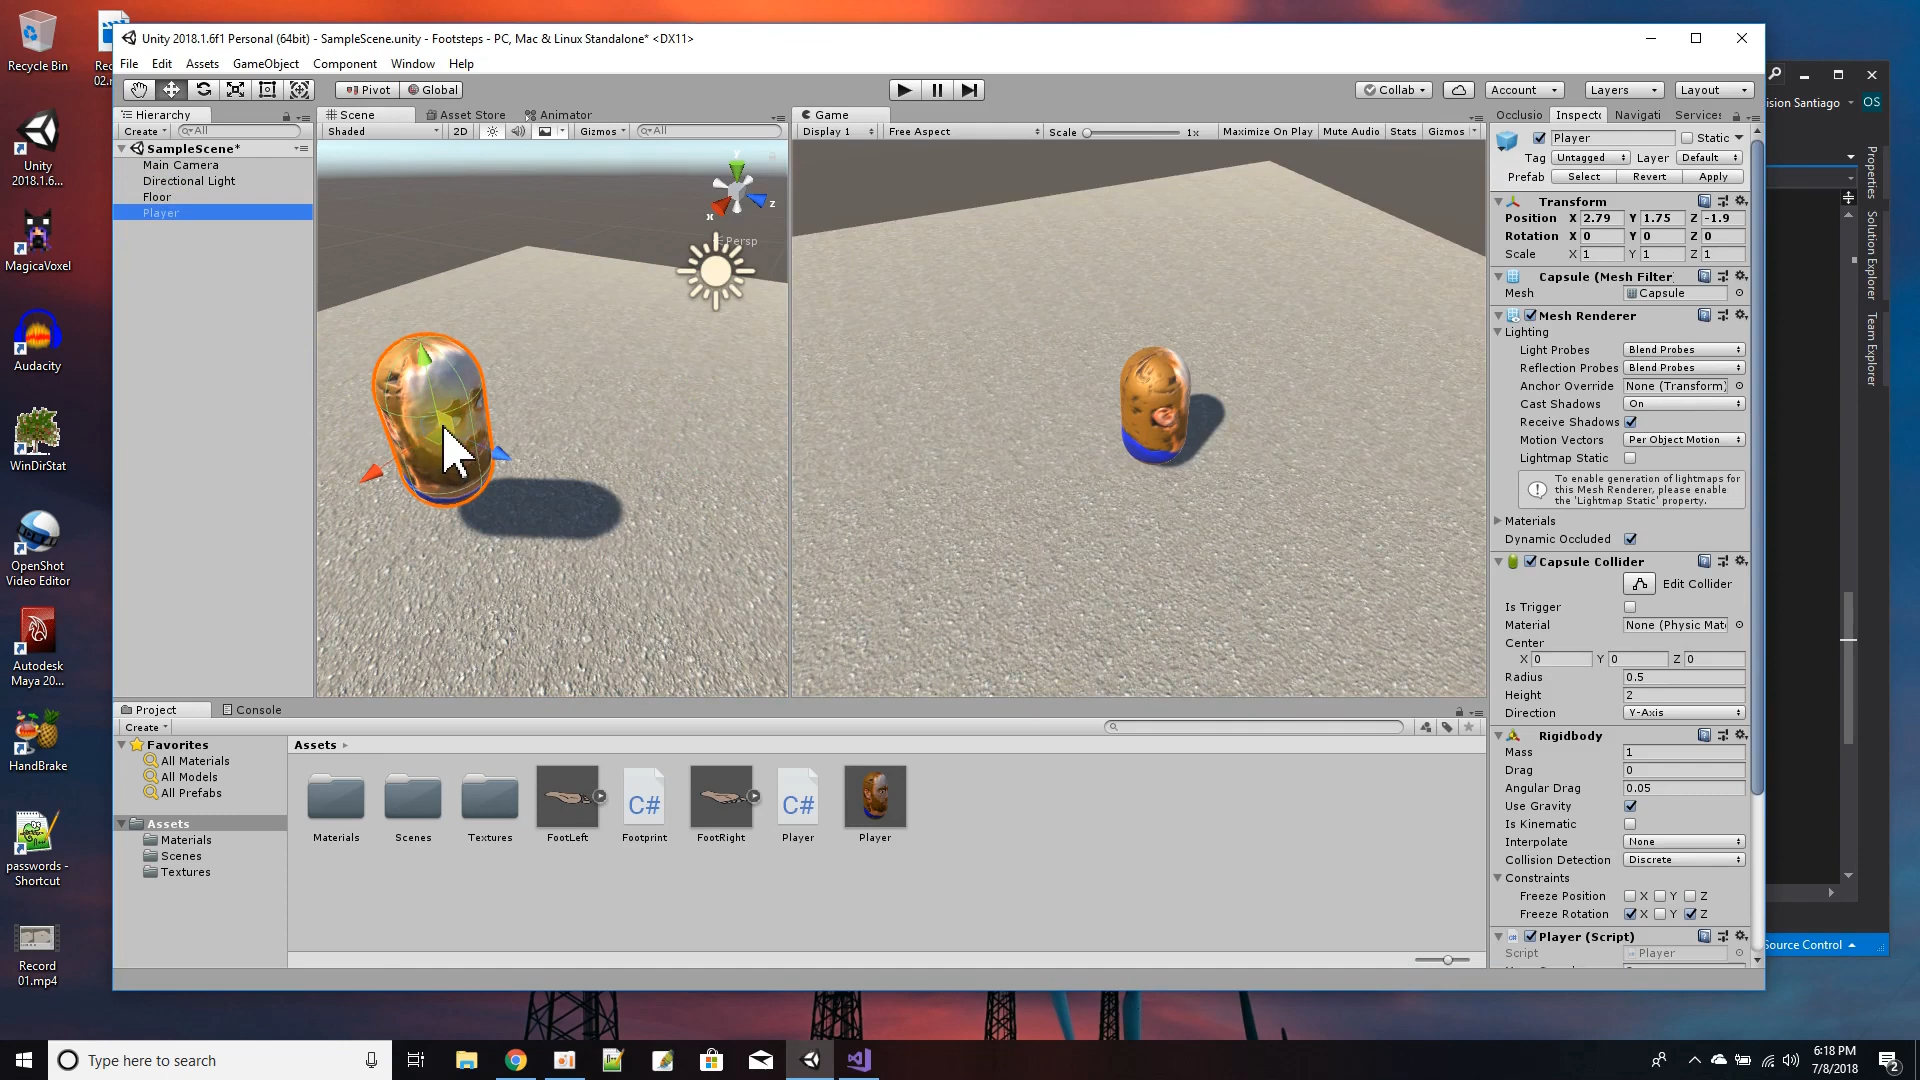 Recycle Bin
Unity 2018.1.6...
MagicaVoxel
Audacity
WinDirStat
OpenShot Video Editor
Autodesk Maya 20...
HandBrake
passwords - Shortcut
Record 01.mp4
Unity 2018.1.6f1 Personal (64bit) - SampleScene.unity - Footsteps - PC, Mac & Linux Standalone* <DX11>
File Edit Assets GameObject Component Window Help
Pivot Global Collab Account Layers Layout
Hierarchy
Create All
SampleScene*
Main Camera
Directional Light
Floor
Player
Scene Asset Store Animator
Shaded 2D Gizmos All
y
x
z
Persp
Game
Display 1 Free Aspect Scale 1x Maximize On Play Mute Audio Stats Gizmos
Occlusio Inspecto Navigati Services
Player Static
Tag Untagged Layer Default
Prefab Select Revert Apply
Transform
Position X 2.79 Y 1.75 Z -1.9
Rotation X 0 Y 0 Z 0
Scale X 1 Y 1 Z 1
Capsule (Mesh Filter)
Mesh Capsule
Mesh Renderer
Lighting
Light Probes Blend Probes
Reflection Probes Blend Probes
Anchor Override None (Transform)
Cast Shadows On
Receive Shadows
Motion Vectors Per Object Motion
Lightmap Static
To enable generation of lightmaps for
this Mesh Renderer, please enable
the 'Lightmap Static' property.
Materials
Dynamic Occluded
Capsule Collider
Edit Collider
Is Trigger
Material None (Physic Mate
Center
X 0 Y 0 Z 0
Radius 0.5
Height 2
Direction Y-Axis
Rigidbody
Mass 1
Drag 0
Angular Drag 0.05
Use Gravity
Is Kinematic
Interpolate None
Collision Detection Discrete
Constraints
Freeze Position X Y Z
Freeze Rotation X Y Z
Player (Script)
Script Player
Project Console
Create
Favorites
All Materials
All Models
All Prefabs
Assets
Materials
Scenes
Textures
Assets
Materials Scenes Textures FootLeft Footprint FootRight Player Player
C# C#
ision Santiago OS
Properties
Solution Explorer
Team Explorer
Source Control
Type here to search
6:18 PM
7/8/2018
2